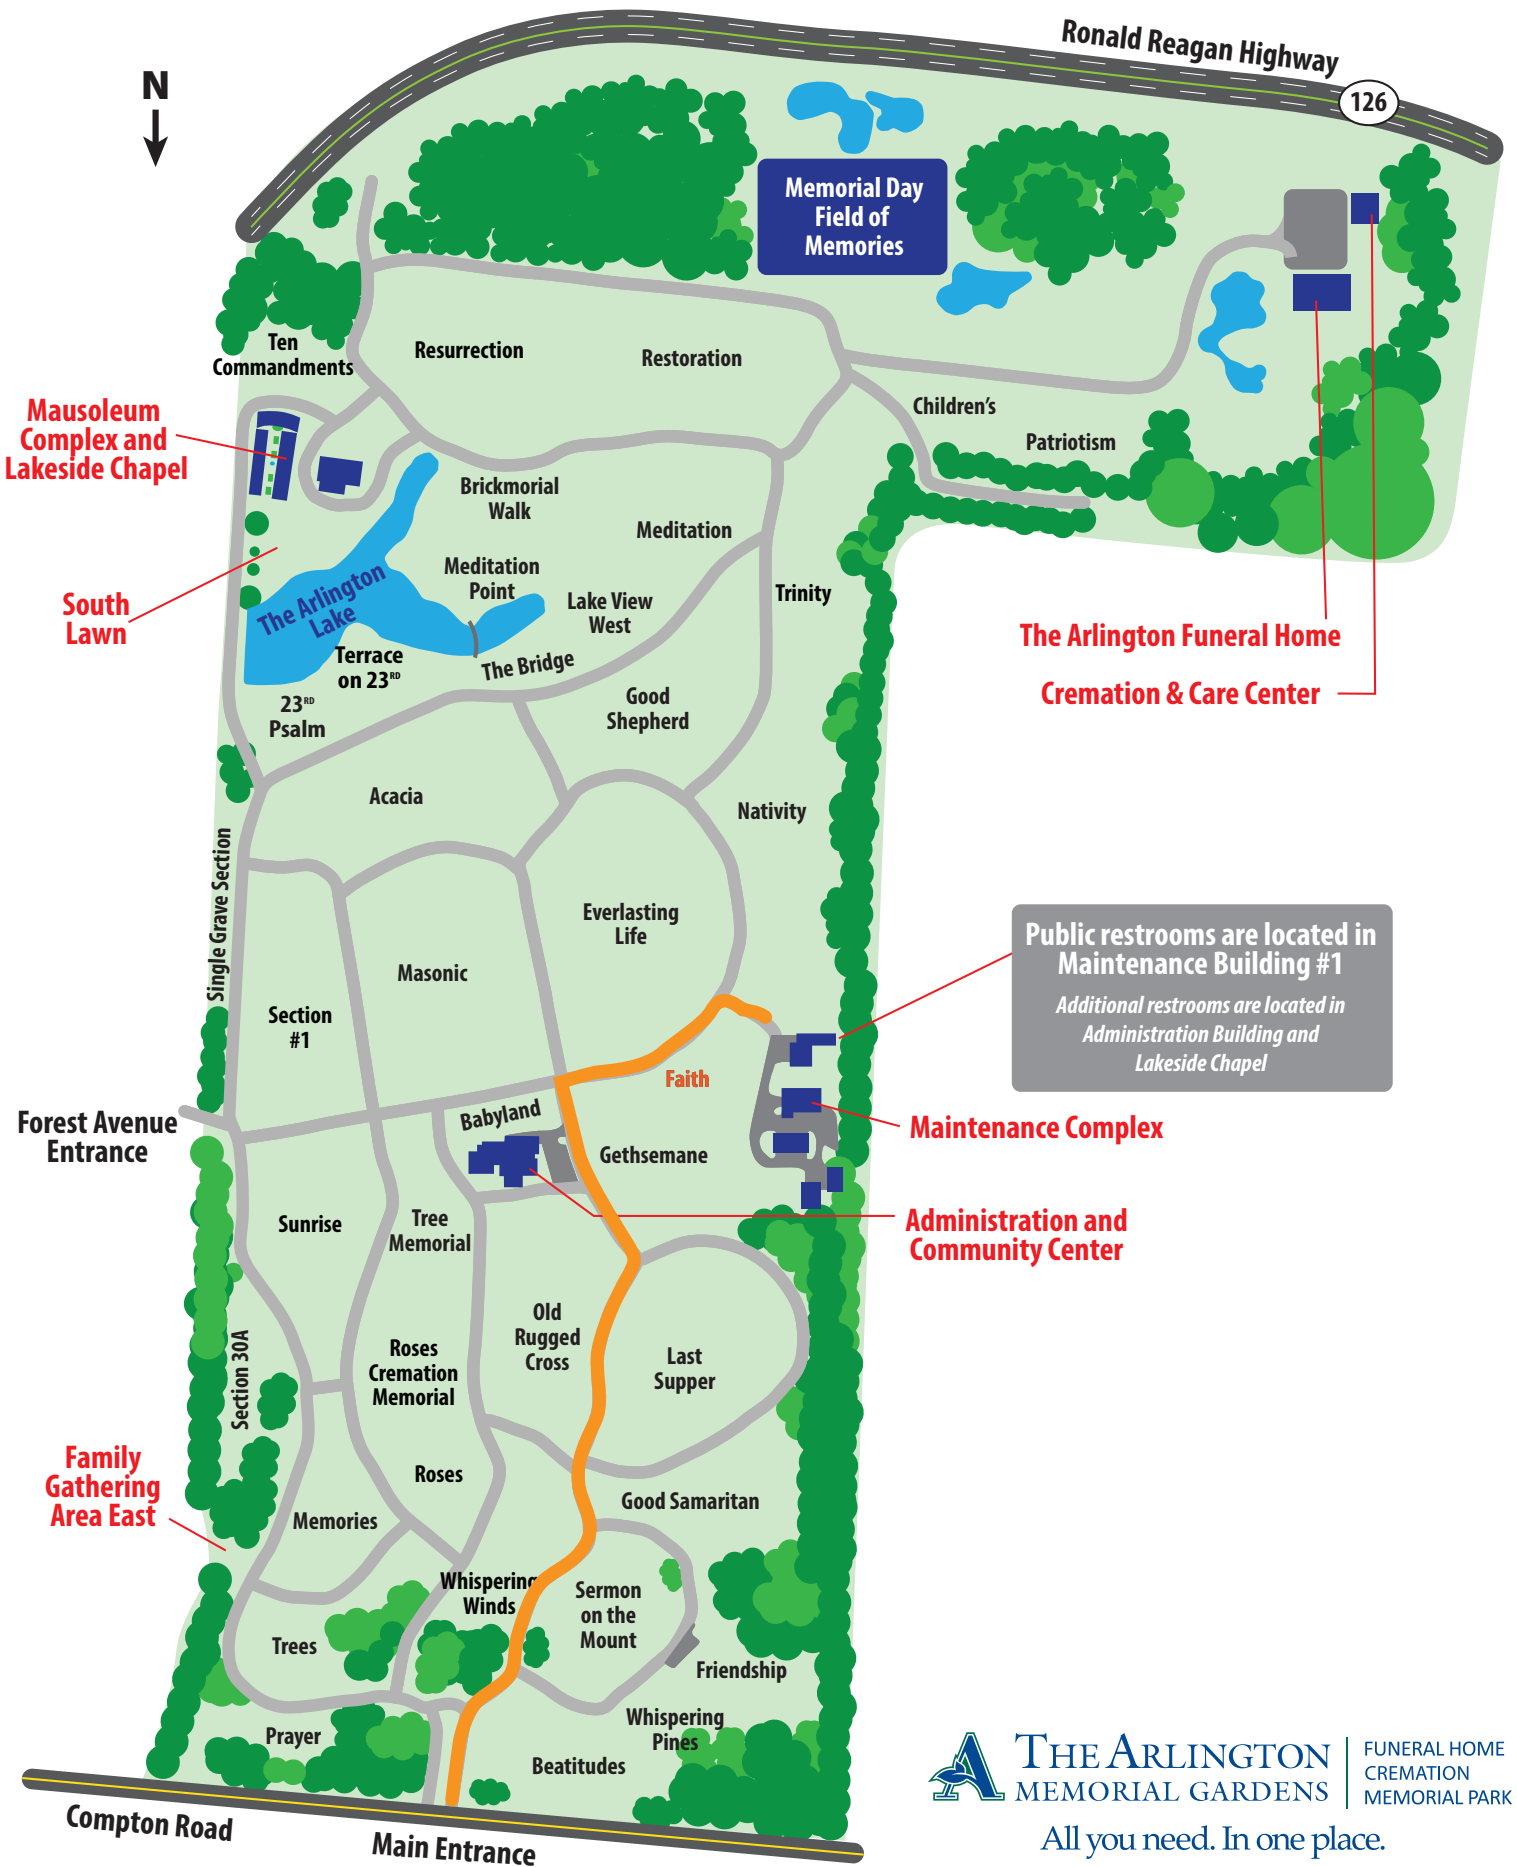 Ronald Reagan Highway
126
N
Memorial Day
Field of
Memories
Ten
Commandments
Resurrection
Restoration
Children's
Patriotism
Mausoleum
Complex and
Lakeside Chapel
Brickmorial
Walk
Meditation
Meditation
Point
South
Lawn
The Arlington
Lake
Lake View
West
Trinity
The Arlington Funeral Home
Cremation & Care Center
Terrace
on 23RD
The Bridge
23RD
Psalm
Good
Shepherd
Acacia
Nativity
Single Grave Section
Everlasting
Life
Masonic
Section
#1
Public restrooms are located in
Maintenance Building #1
Additional restrooms are located in
Administration Building and
Lakeside Chapel
Faith
Babyland
Forest Avenue
Entrance
Maintenance Complex
Gethsemane
Sunrise
Tree
Memorial
Administration and
Community Center
Old
Rugged
Cross
Section 30A
Roses
Cremation
Memorial
Last
Supper
Family
Gathering
Area East
Roses
Memories
Good Samaritan
Whispering
Winds
Sermon
on the
Mount
Trees
Friendship
Prayer
Whispering
Pines
Beatitudes
Compton Road
Main Entrance
A
THE ARLINGTON
MEMORIAL GARDENS
FUNERAL HOME
CREMATION
MEMORIAL PARK
All you need. In one place.